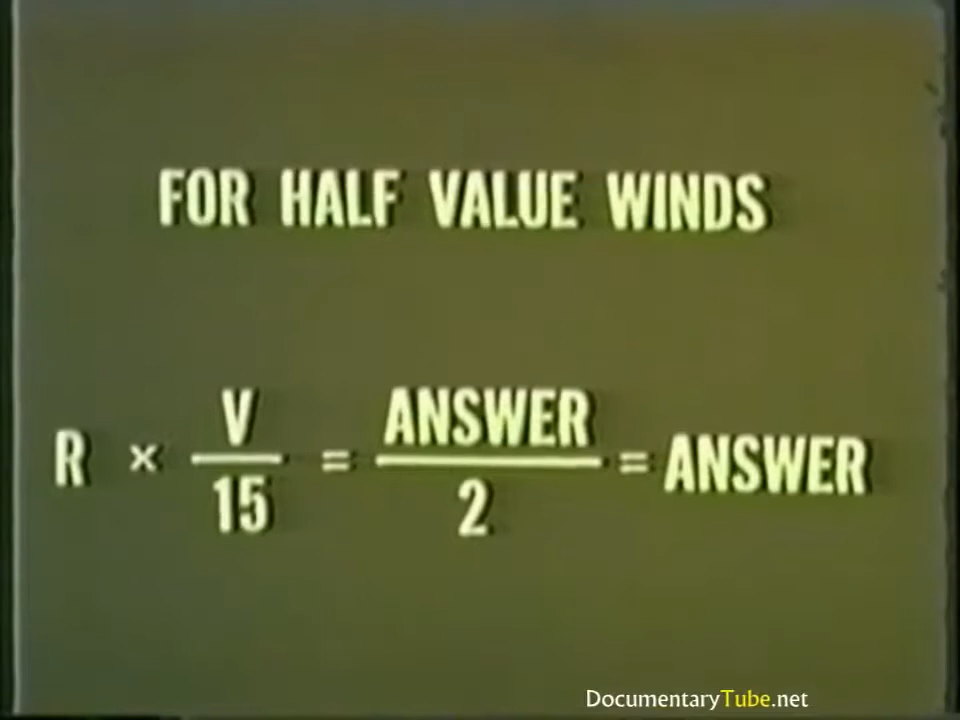 FOR HALF VALUE WINDS
R × V/15 = ANSWER/2 = ANSWER
DocumentaryTube.net